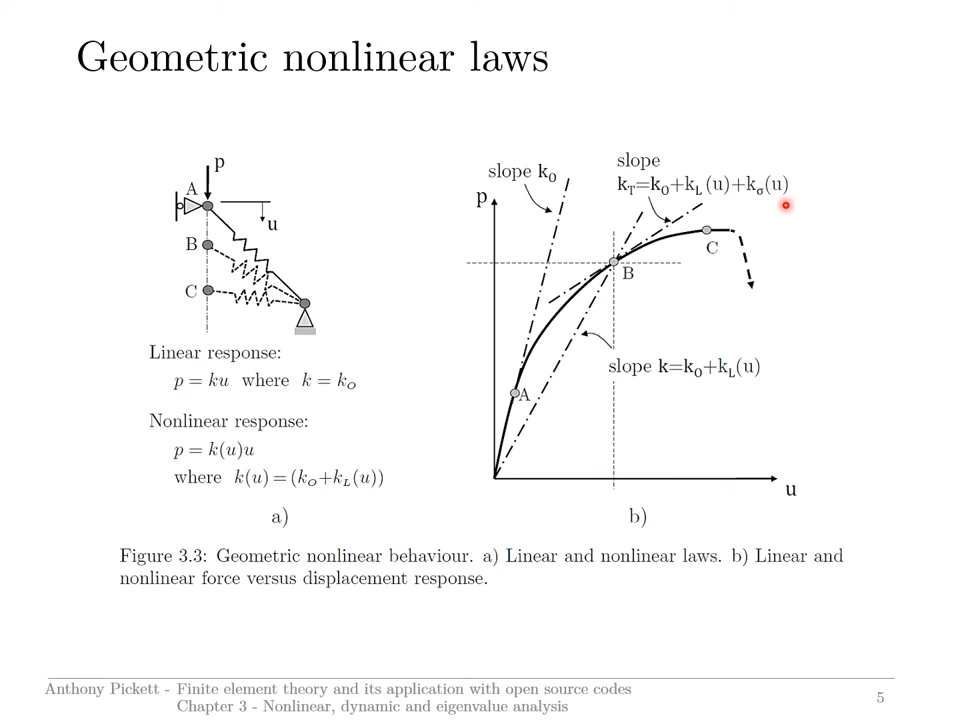 Geometric nonlinear laws
p
A
u
B
C
Linear response:
p = ku where k = k_O
Nonlinear response:
p = k(u)u
where k(u) = (k_O+k_L(u))
a)
slope k_0
slope
k_T=k_0+k_L(u)+k_σ(u)
p
C
B
slope k=k_0+k_L(u)
A
u
b)
Figure 3.3: Geometric nonlinear behaviour. a) Linear and nonlinear laws. b) Linear and
nonlinear force versus displacement response.
Anthony Pickett - Finite element theory and its application with open source codes
Chapter 3 - Nonlinear, dynamic and eigenvalue analysis
5